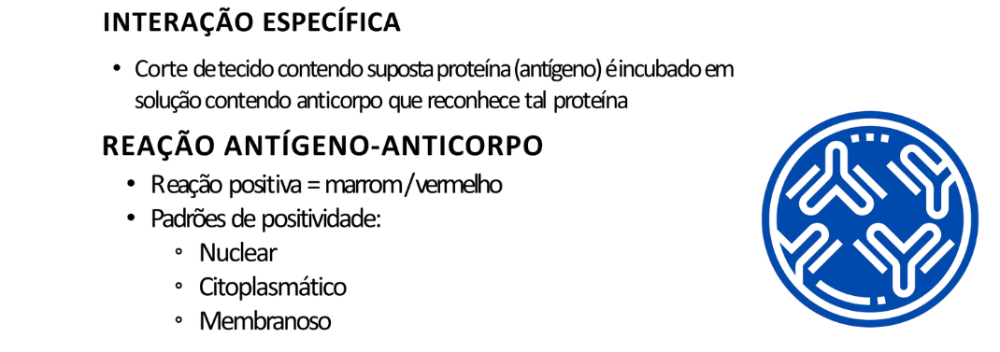 INTERAÇÃO ESPECÍFICA
• Corte de tecido contendo suposta proteína (antígeno) é incubado em
solução contendo anticorpo que reconhece tal proteína
REAÇÃO ANTÍGENO-ANTICORPO
• Reação positiva = marrom/vermelho
• Padrões de positividade:
◦ Nuclear
◦ Citoplasmático
◦ Membranoso